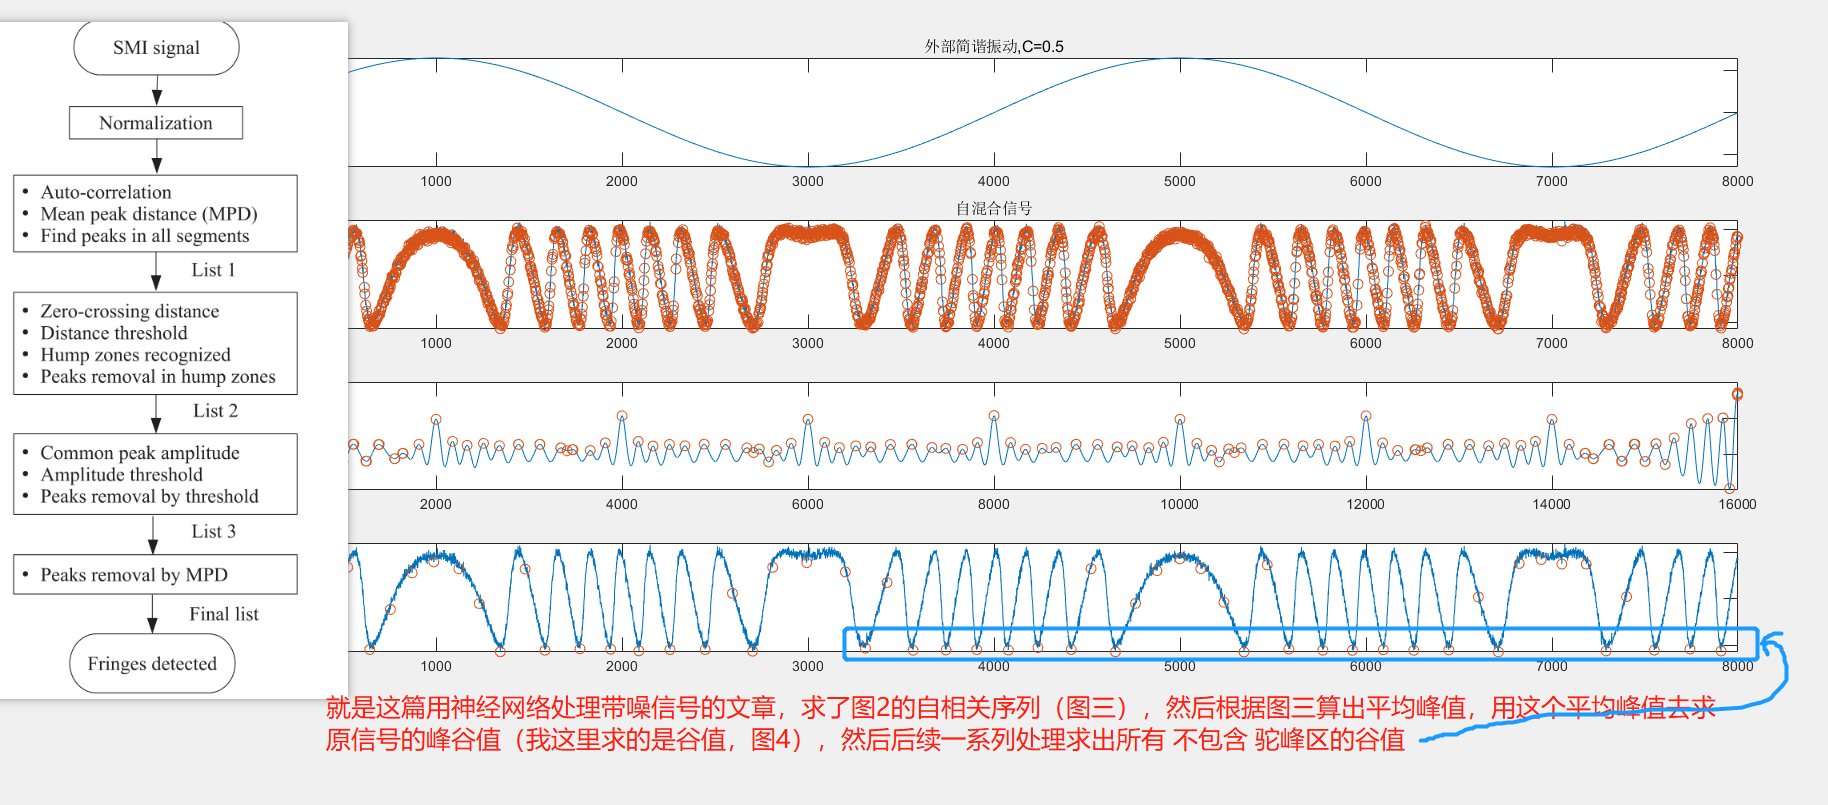 SMI signal
Normalization
• Auto-correlation
• Mean peak distance (MPD)
• Find peaks in all segments
List 1
• Zero-crossing distance
• Distance threshold
• Hump zones recognized
• Peaks removal in hump zones
List 2
• Common peak amplitude
• Amplitude threshold
• Peaks removal by threshold
List 3
• Peaks removal by MPD
Final list
Fringes detected
外部简谐振动,C=0.5
1000 2000 3000 4000 5000 6000 7000 8000
自混合信号
1000 2000 3000 4000 5000 6000 7000 8000
2000 4000 6000 8000 10000 12000 14000 16000
1000 2000 3000 4000 5000 6000 7000 8000
就是这篇用神经网络处理带噪信号的文章，求了图2的自相关序列（图三），然后根据图三算出平均峰值，用这个平均峰值去求
原信号的峰谷值（我这里求的是谷值，图4），然后后续一系列处理求出所有 不包含 驼峰区的谷值